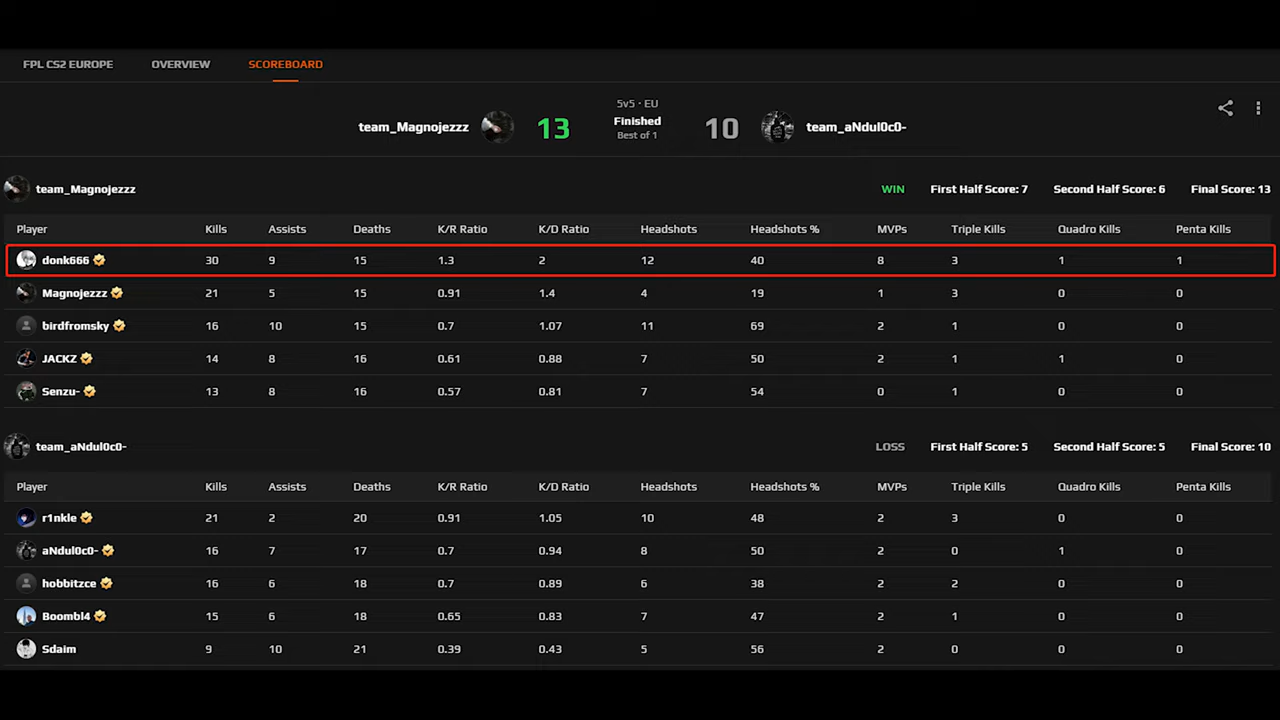 FPL CS2 EUROPE OVERVIEW SCOREBOARD
5v5 · EU
team_Magnojezzz 13 Finished 10 team_aNdul0c0-
Best of 1
team_Magnojezzz WIN First Half Score: 7 Second Half Score: 6 Final Score: 13
Player Kills Assists Deaths K/R Ratio K/D Ratio Headshots Headshots % MVPs Triple Kills Quadro Kills Penta Kills
donk666 30 9 15 1.3 2 12 40 8 3 1 1
Magnojezzz 21 5 15 0.91 1.4 4 19 1 3 0 0
birdfromsky 16 10 15 0.7 1.07 11 69 2 1 0 0
JACKZ 14 8 16 0.61 0.88 7 50 2 1 1 0
Senzu- 13 8 16 0.57 0.81 7 54 0 1 0 0
team_aNdul0c0- LOSS First Half Score: 5 Second Half Score: 5 Final Score: 10
Player Kills Assists Deaths K/R Ratio K/D Ratio Headshots Headshots % MVPs Triple Kills Quadro Kills Penta Kills
r1nkle 21 2 20 0.91 1.05 10 48 2 3 0 0
aNdul0c0- 16 7 17 0.7 0.94 8 50 2 0 1 0
hobbitzce 16 6 18 0.7 0.89 6 38 2 2 0 0
Boombl4 15 6 18 0.65 0.83 7 47 2 1 0 0
Sdaim 9 10 21 0.39 0.43 5 56 2 0 0 0